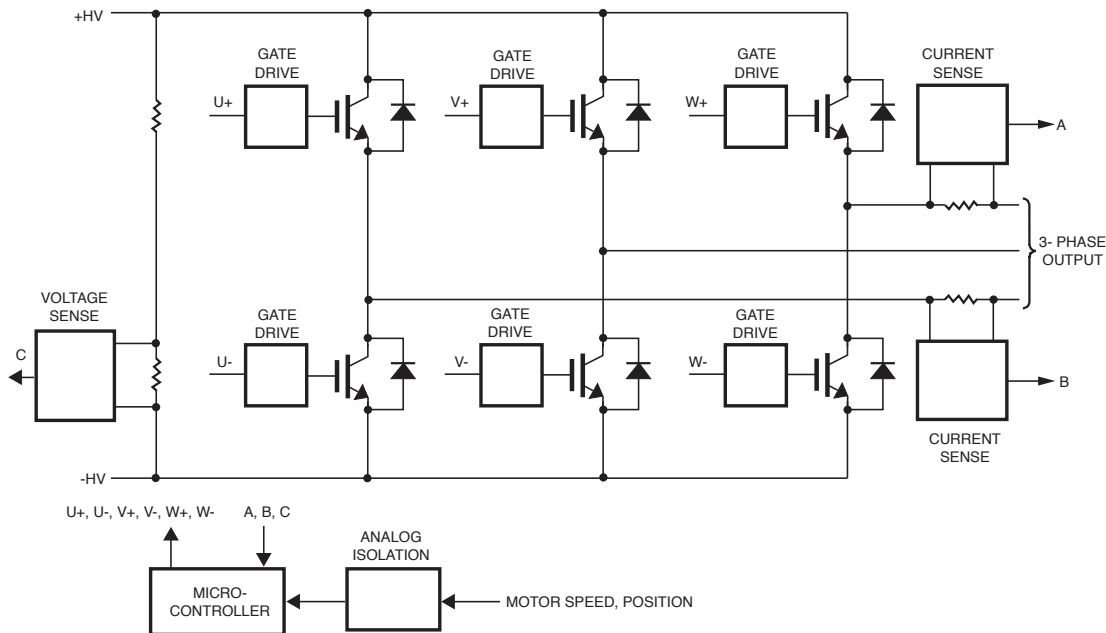 +HV
GATE
DRIVE
GATE
DRIVE
GATE
DRIVE
CURRENT
SENSE
U+
V+
W+
A
3- PHASE
OUTPUT
VOLTAGE
SENSE
C
GATE
DRIVE
GATE
DRIVE
GATE
DRIVE
U-
V-
W-
B
CURRENT
SENSE
-HV
U+, U-, V+, V-, W+, W-
A, B, C
ANALOG
ISOLATION
MICRO-
CONTROLLER
MOTOR SPEED, POSITION